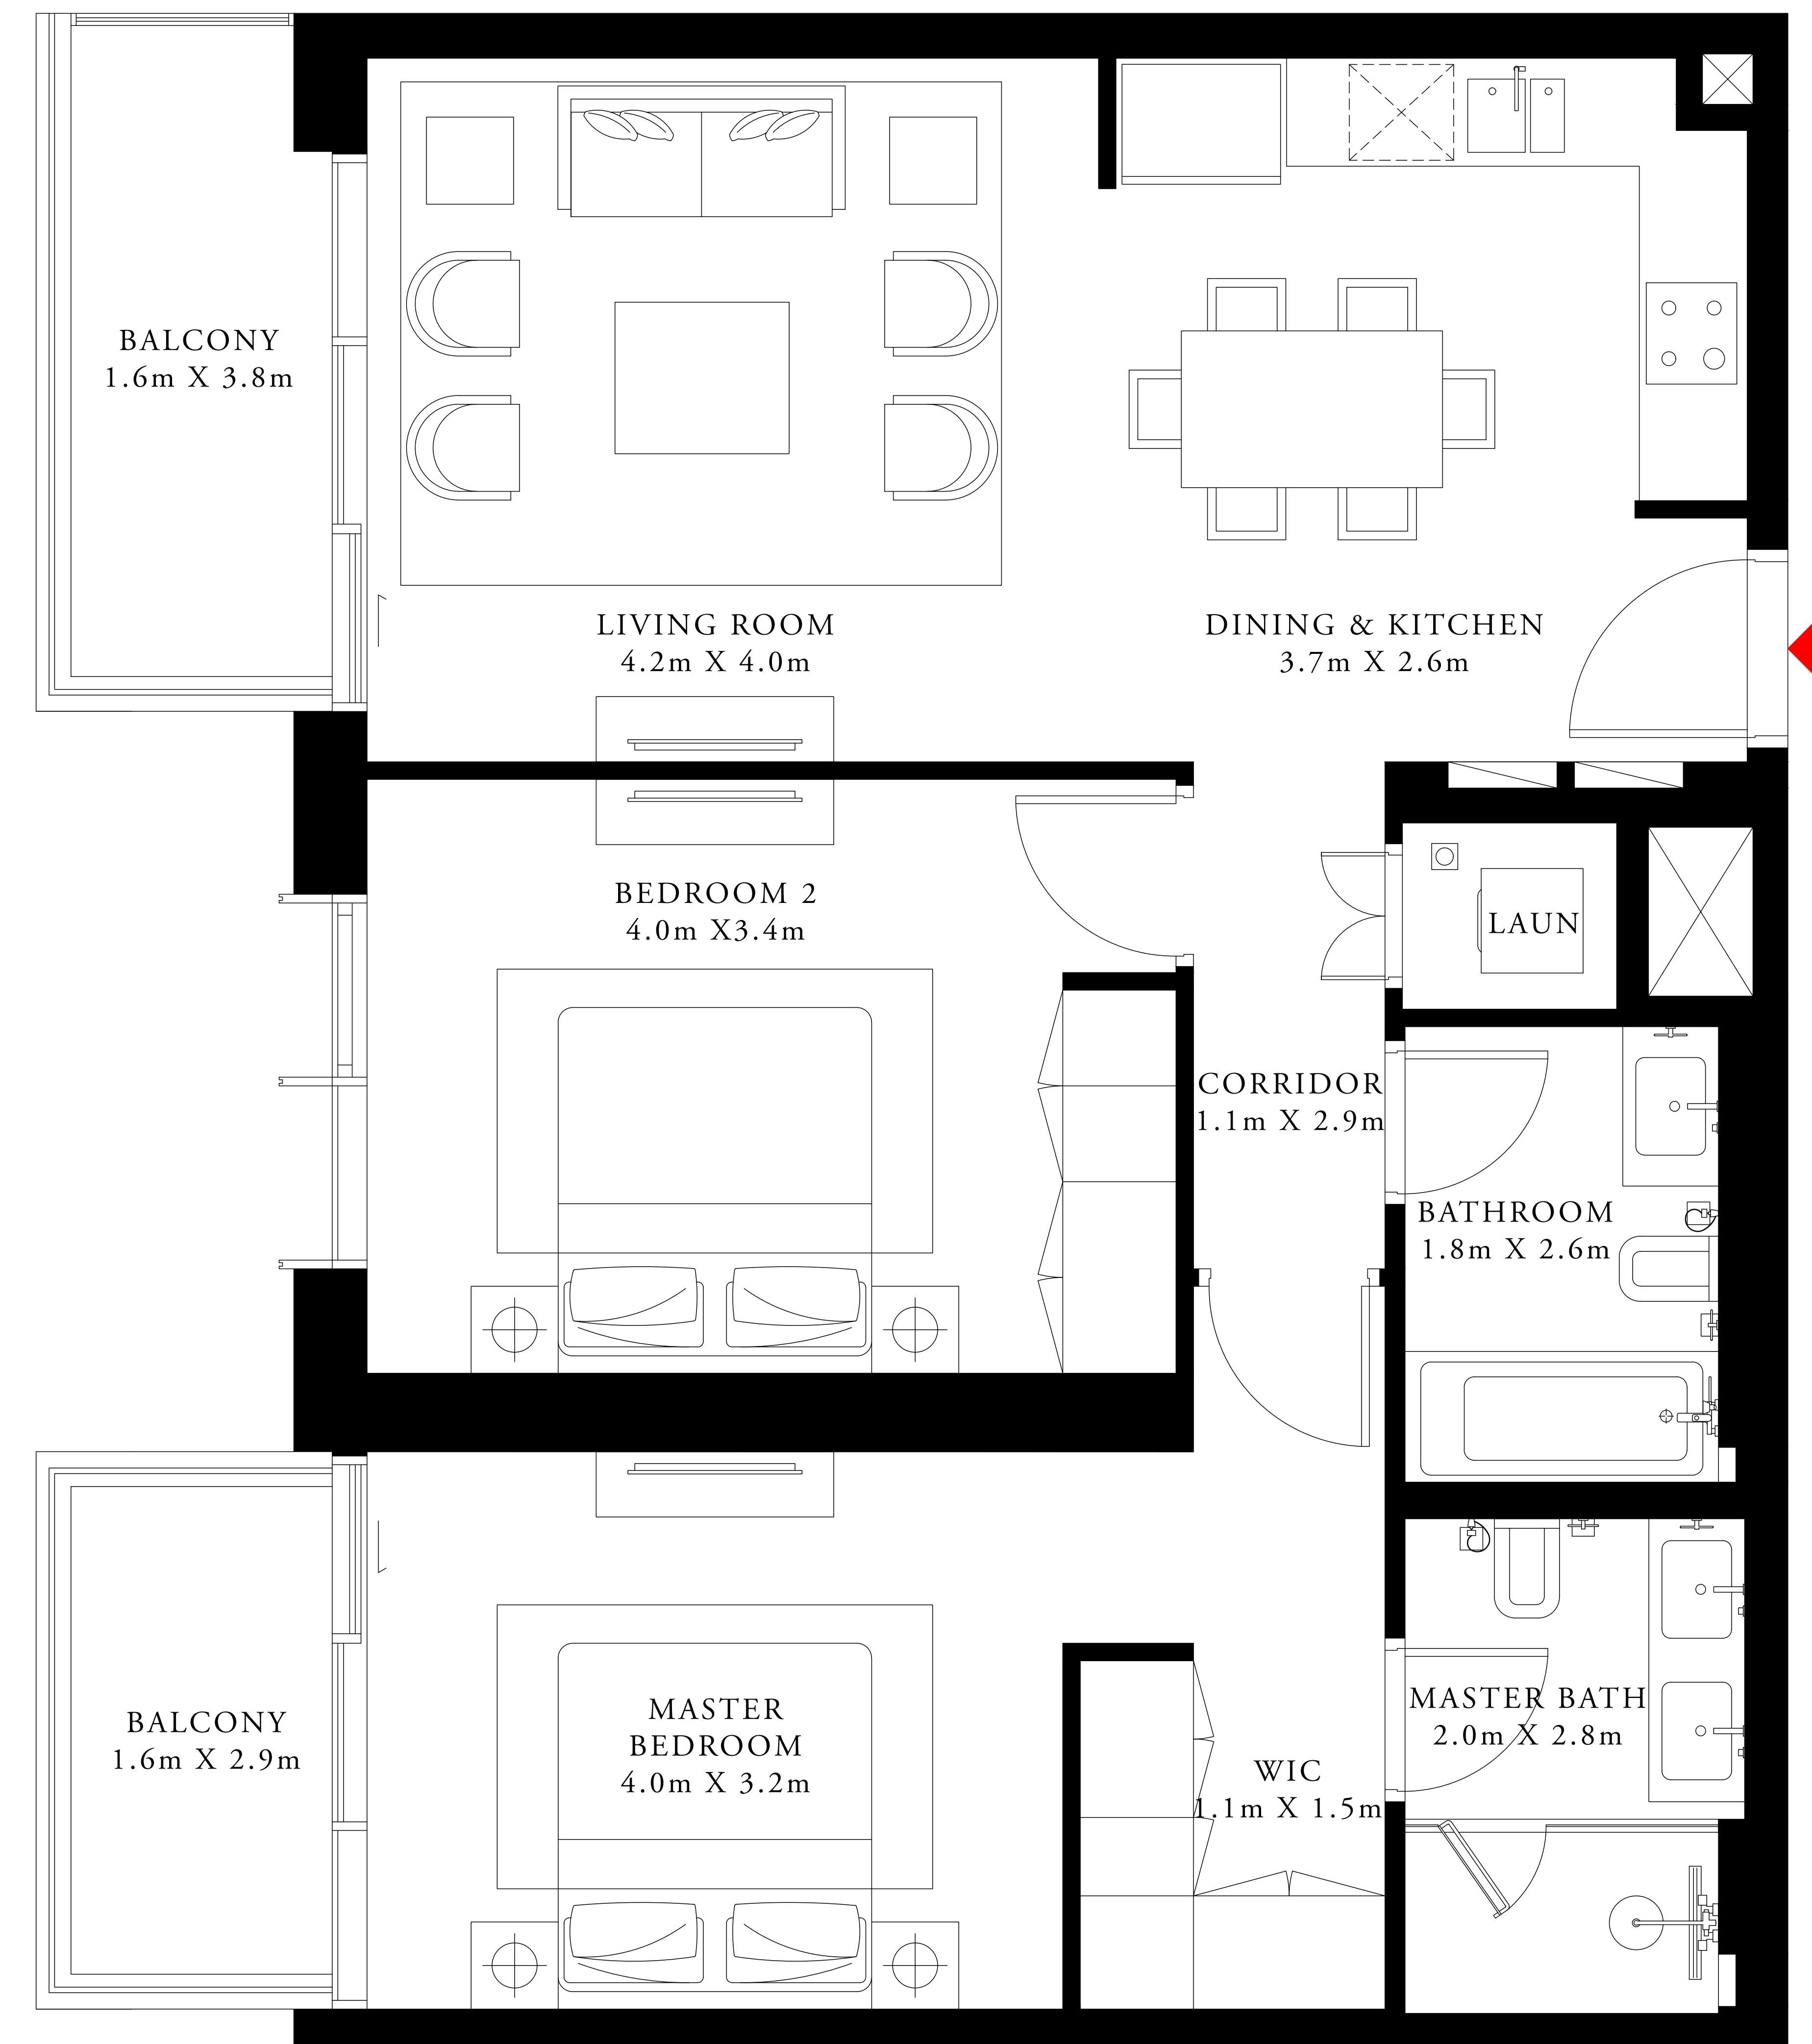 BALCONY
1.6m X 3.8m
LIVING ROOM
4.2m X 4.0m
DINING & KITCHEN
3.7m X 2.6m
BEDROOM 2
4.0m X3.4m
LAUN
CORRIDOR
1.1m X 2.9m
BATHROOM
1.8m X 2.6m
BALCONY
1.6m X 2.9m
MASTER
BEDROOM
4.0m X 3.2m
WIC
1.1m X 1.5m
MASTER BATH
2.0m X 2.8m